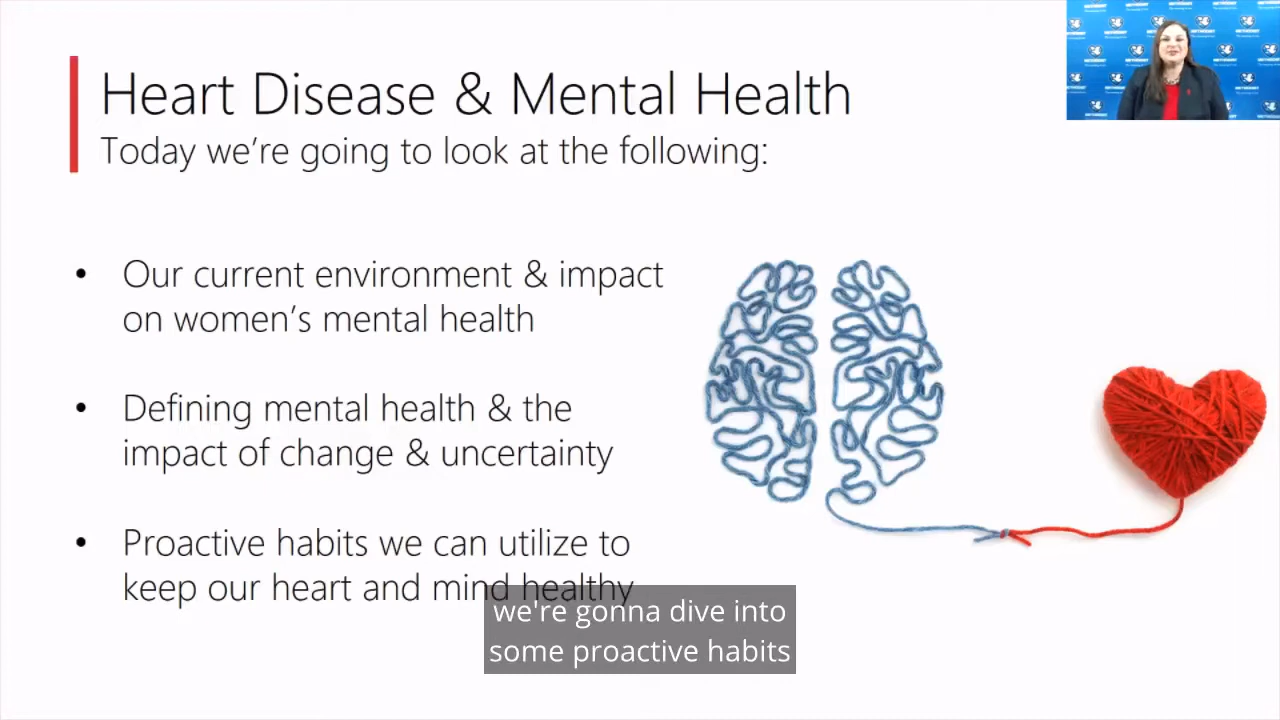 Heart Disease & Mental Health
Today we're going to look at the following:
• Our current environment & impact
on women's mental health
• Defining mental health & the
impact of change & uncertainty
• Proactive habits we can utilize to
keep our heart and mind healthy
we're gonna dive into
some proactive habits